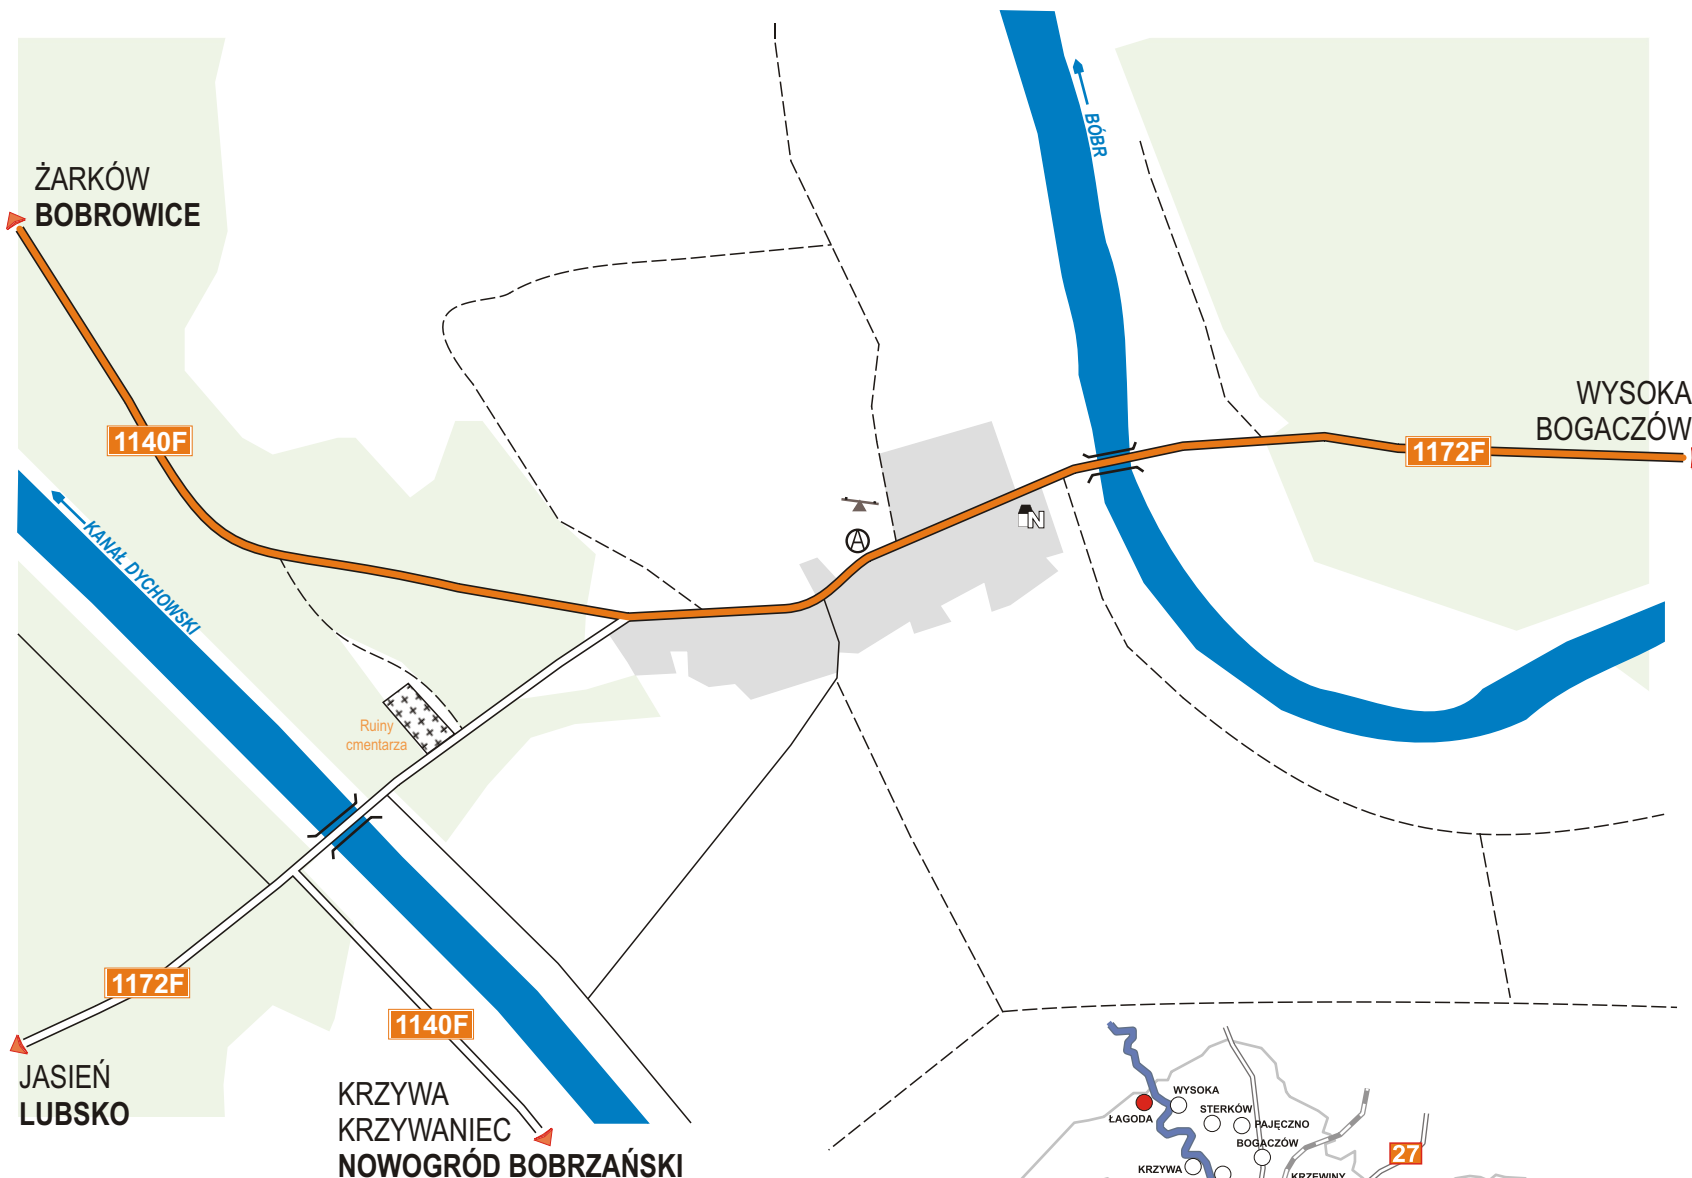 BÓBR
ŻARKÓW
BOBROWICE
WYSOKA
BOGACZÓW
1140F
1172F
N
A
KANAŁ DYCHOWSKI
Ruiny
cmentarza
1172F
1140F
JASIEŃ
LUBSKO
KRZYWA
KRZYWANIEC
NOWOGRÓD BOBRZAŃSKI
WYSOKA
ŁAGODA
STERKÓW
PAJĘCZNO
BOGACZÓW
27
KRZYWA
KRZEWINY